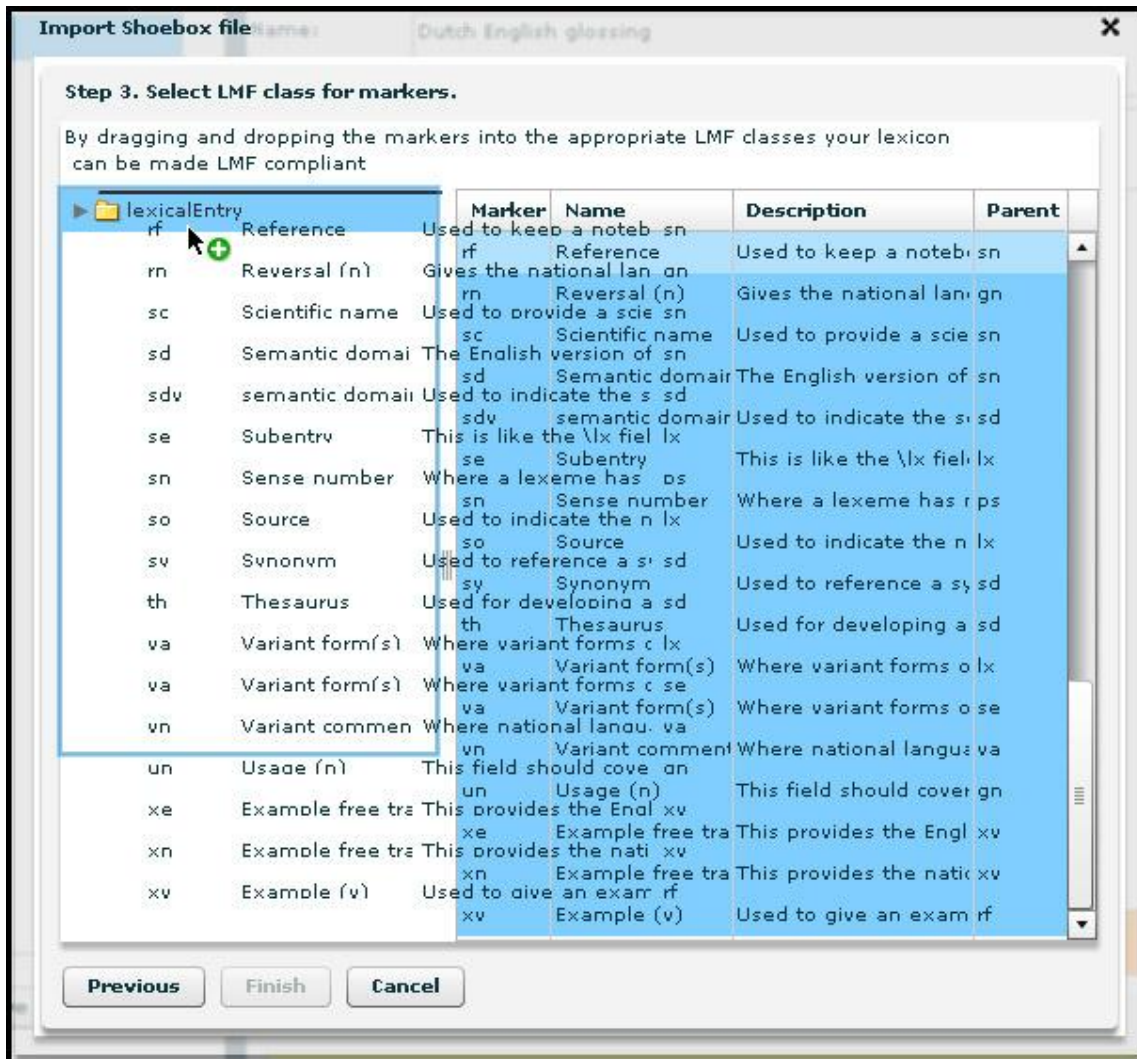 Import Shoebox file
Name: Dutch English glossing
Step 3. Select LMF class for markers.
By dragging and dropping the markers into the appropriate LMF classes your lexicon
can be made LMF compliant
lexicalEntry
Marker Name Description Parent
rf Reference Used to keep a noteb sn
rf Reference Used to keep a noteb sn
rn Reversal (n) Gives the national lan gn
rn Reversal (n) Gives the national lan gn
sc Scientific name Used to provide a scie sn
sc Scientific name Used to provide a scie sn
sd Semantic domai The English version of sn
sd Semantic domair The English version of sn
sdv semantic domaii Used to indicate the s sd
sdv semantic domair Used to indicate the s sd
se Subentry This is like the \lx fiel lx
se Subentry This is like the \lx fiel lx
sn Sense number Where a lexeme has ps
sn Sense number Where a lexeme has r ps
so Source Used to indicate the n lx
so Source Used to indicate the n lx
sy Synonym Used to reference a s sd
sy Synonym Used to reference a sy sd
th Thesaurus Used for developing a sd
th Thesaurus Used for developing a sd
va Variant form(s) Where variant forms c lx
va Variant form(s) Where variant forms o lx
va Variant form(s) Where variant forms c se
va Variant form(s) Where variant forms o se
vn Variant commen Where national langu va
vn Variant comment Where national langua va
un Usage (n) This field should cove gn
un Usage (n) This field should cover gn
xe Example free tra This provides the Engl xv
xe Example free tra This provides the Engl xv
xn Example free tra This provides the nati xv
xn Example free tra This provides the natic xv
xv Example (v) Used to give an exam rf
xv Example (v) Used to give an exam rf
Previous Finish Cancel